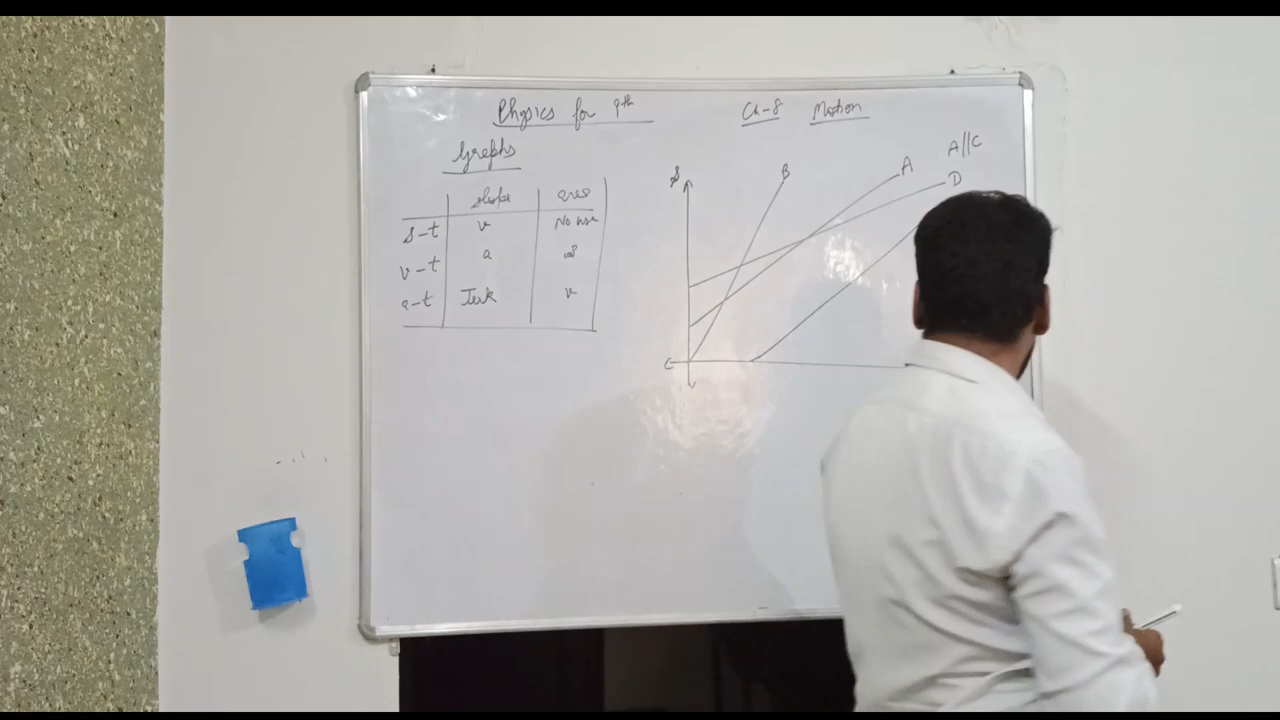 Physics for 9th Ch-8 Motion
Graphs
slope area
s-t v No use
v-t a s
a-t Jerk v
s B A A//C
D